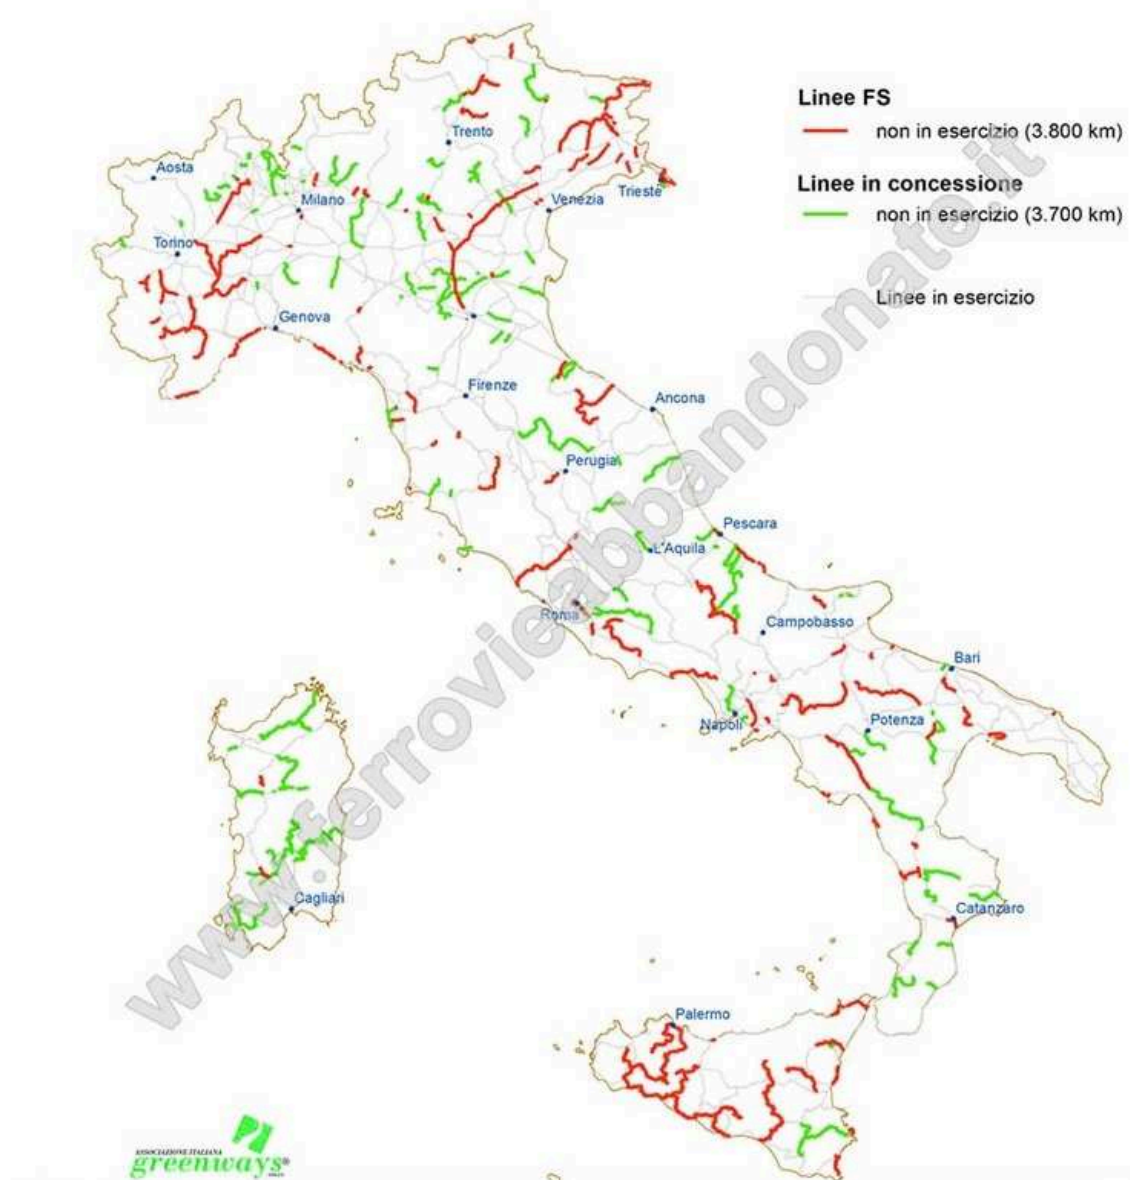 Linee FS
non in esercizio (3.800 km)
Linee in concessione
non in esercizio (3.700 km)
Linee in esercizio
Trento
Aosta
Milano
Venezia
Trieste
Torino
Genova
Firenze
Ancona
Perugia
Pescara
L'Aquila
Roma
Campobasso
Bari
Napoli
Potenza
Cagliari
Catanzaro
Palermo
www.ferrovieabbandonate.it
ASSOCIAZIONE ITALIANA
greenways